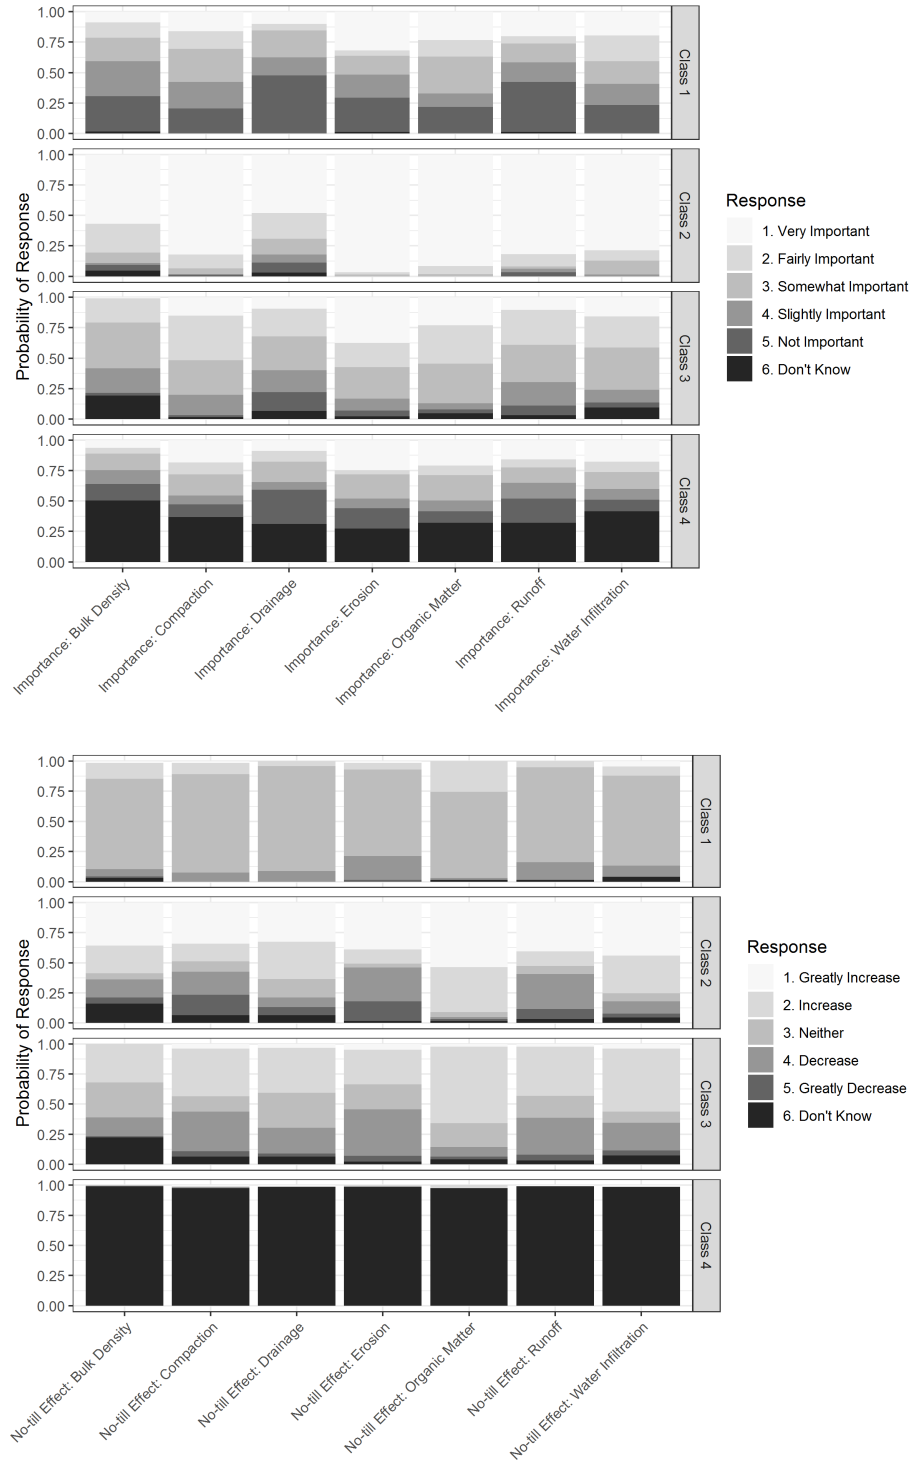 1.00
0.75
0.50
0.25
0.00
Class 1
1.00
0.75
0.50
0.25
0.00
Class 2
1.00
0.75
0.50
0.25
0.00
Class 3
1.00
0.75
0.50
0.25
0.00
Class 4
Probability of Response
Importance: Bulk Density
Importance: Compaction
Importance: Drainage
Importance: Erosion
Importance: Organic Matter
Importance: Runoff
Importance: Water Infiltration
Response
1. Very Important
2. Fairly Important
3. Somewhat Important
4. Slightly Important
5. Not Important
6. Don't Know
1.00
0.75
0.50
0.25
0.00
Class 1
1.00
0.75
0.50
0.25
0.00
Class 2
1.00
0.75
0.50
0.25
0.00
Class 3
1.00
0.75
0.50
0.25
0.00
Class 4
Probability of Response
No-till Effect: Bulk Density
No-till Effect: Compaction
No-till Effect: Drainage
No-till Effect: Erosion
No-till Effect: Organic Matter
No-till Effect: Runoff
No-till Effect: Water Infiltration
Response
1. Greatly Increase
2. Increase
3. Neither
4. Decrease
5. Greatly Decrease
6. Don't Know